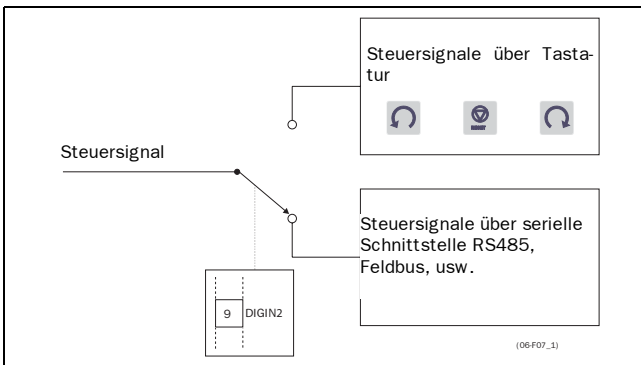 Steuersignale über Tasta-
tur
Steuersignal
Steuersignale über serielle
Schnittstelle RS485,
Feldbus, usw.
9 DIGIN2
(06-F07_1)